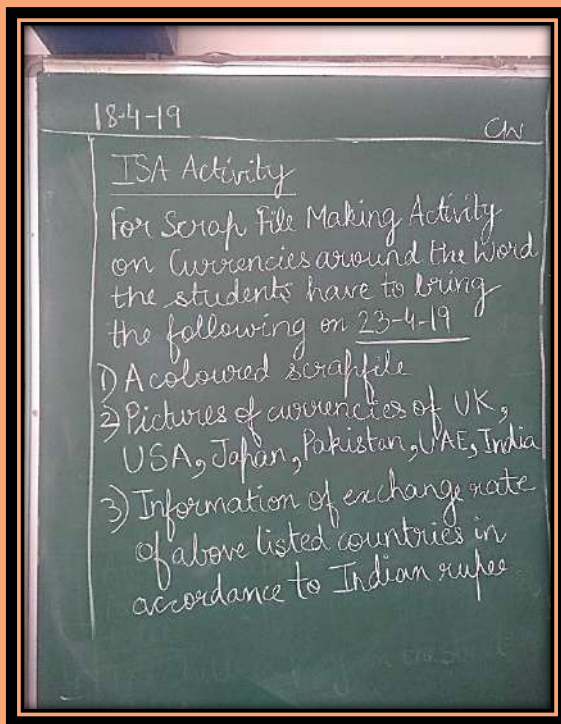 18-4-19
CW
ISA Activity
For Scrap File Making Activity
on Currencies around the Word
the students have to bring
the following on 23-4-19
1) A coloured scrapfile
2) Pictures of currencies of UK,
USA, Japan, Pakistan, UAE, India
3) Information of exchange rate
of above listed countries in
accordance to Indian rupee.